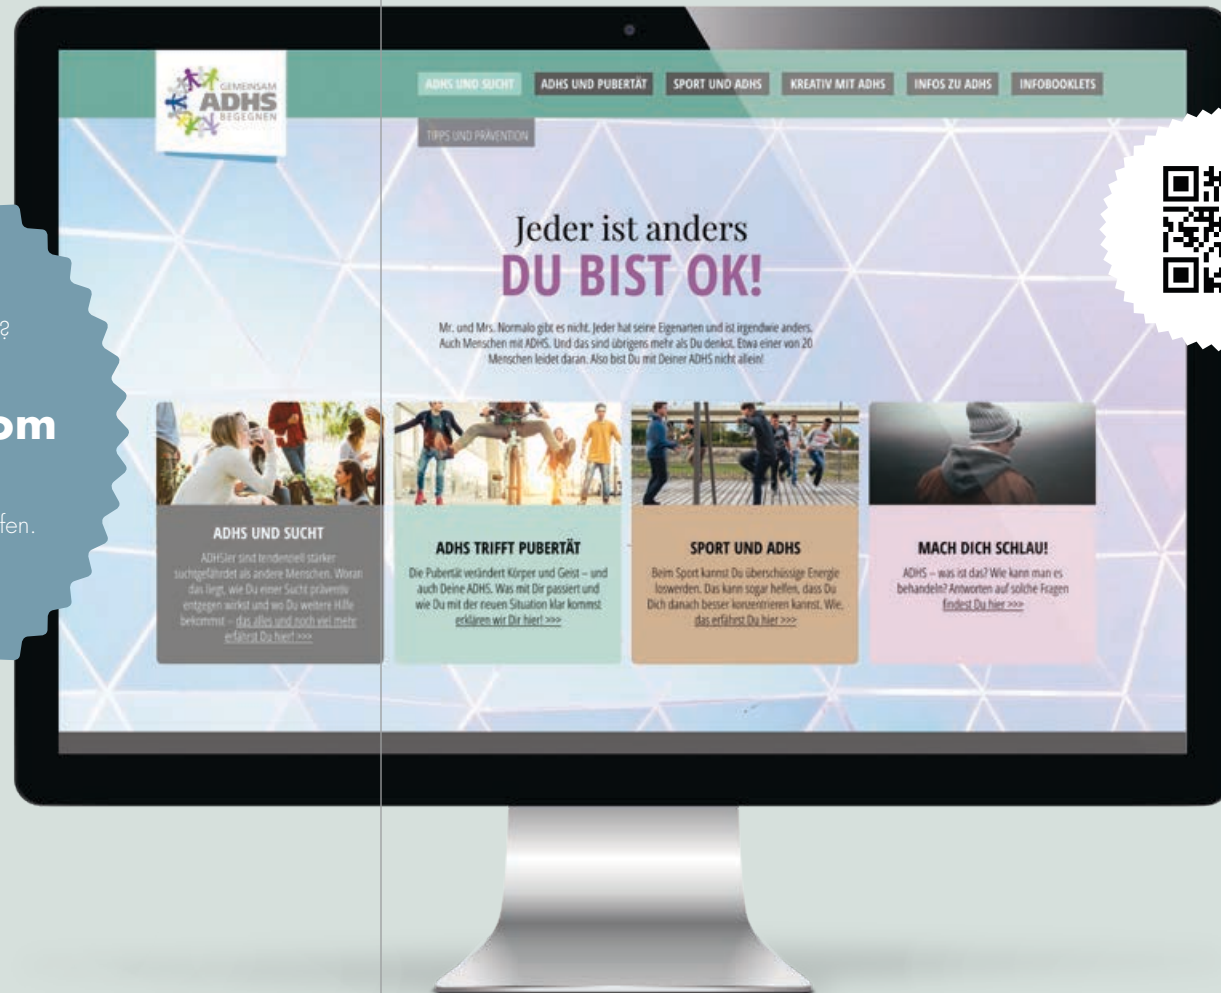 GEMEINSAM
ADHS
BEGEGNEN
ADHS UND SUCHT
ADHS UND PUBERTÄT
SPORT UND ADHS
KREATIV MIT ADHS
INFOS ZU ADHS
INFOBOOKLETS
TIPPS UND PRÄVENTION
Jeder ist anders
DU BIST OK!
Mr. und Mrs. Normalo gibt es nicht. Jeder hat seine Eigenarten und ist irgendwie anders.
Auch Menschen mit ADHS. Und das sind übrigens mehr als Du denkst. Etwa einer von 20
Menschen leidet daran. Also bist Du mit Deiner ADHS nicht allein!
?
om
fen.
ADHS UND SUCHT
ADHSler sind tendenziell stärker
suchtgefährdet als andere Menschen. Woran
das liegt, wie Du einer Sucht präventiv
entgegen wirkst und wo Du weitere Hilfe
bekommst – das alles und noch viel mehr
erfährst Du hier! >>>
ADHS TRIFFT PUBERTÄT
Die Pubertät verändert Körper und Geist – und
auch Deine ADHS. Was mit Dir passiert und
wie Du mit der neuen Situation klar kommst
erklären wir Dir hier! >>>
SPORT UND ADHS
Beim Sport kannst Du überschüssige Energie
loswerden. Das kann sogar helfen, dass Du
Dich danach besser konzentrieren kannst. Wie,
das erfährst Du hier >>>
MACH DICH SCHLAU!
ADHS – was ist das? Wie kann man es
behandeln? Antworten auf solche Fragen
findest Du hier >>>